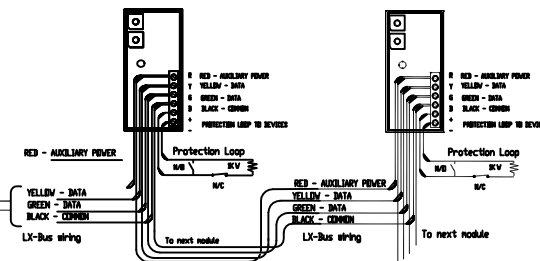 R RED - AUXILIARY POWER
Y YELLOW - DATA
G GREEN - DATA
B BLACK - COMMON
+
- PROTECTION LOOP TO DEVICES
RED - AUXILIARY POWER
Protection Loop
N/O
1K V
N/C
YELLOW - DATA
GREEN - DATA
BLACK - COMMON
LX-Bus wiring
To next module
R RED - AUXILIARY POWER
Y YELLOW - DATA
G GREEN - DATA
B BLACK - COMMON
+
- PROTECTION LOOP TO DEVICES
Protection Loop
N/O
1K V
N/C
RED - AUXILIARY POWER
YELLOW - DATA
GREEN - DATA
BLACK - COMMON
LX-Bus wiring
To next module